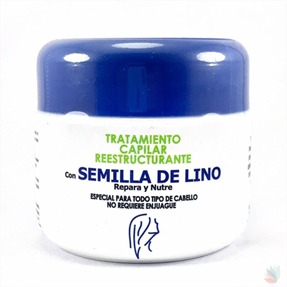 TRATAMIENTO
CAPILAR
REESTRUCTURANTE
Con SEMILLA DE LINO
Repara y Nutre
ESPECIAL PARA TODO TIPO DE CABELLO
NO REQUIERE ENJUAGUE